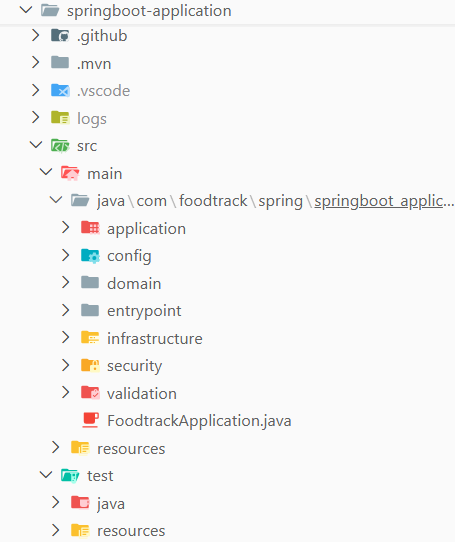 springboot-application
.github
.mvn
.vscode
logs
src
main
java\com\foodtrack\spring\springboot_applic...
application
config
domain
entrypoint
infrastructure
security
validation
FoodtrackApplication.java
resources
test
java
resources